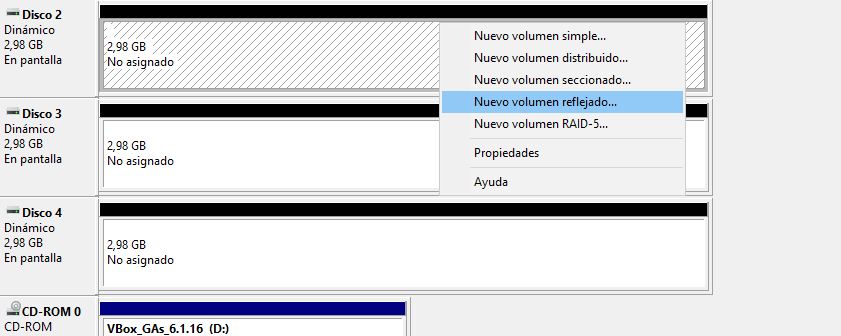 Disco 2
Dinámico
2,98 GB
En pantalla
2,98 GB
No asignado
Nuevo volumen simple...
Nuevo volumen distribuido...
Nuevo volumen seccionado...
Nuevo volumen reflejado...
Nuevo volumen RAID-5...
Propiedades
Ayuda
Disco 3
Dinámico
2,98 GB
En pantalla
2,98 GB
No asignado
Disco 4
Dinámico
2,98 GB
En pantalla
2,98 GB
No asignado
CD-ROM 0
CD-ROM
VBox_GAs_6.1.16 (D:)